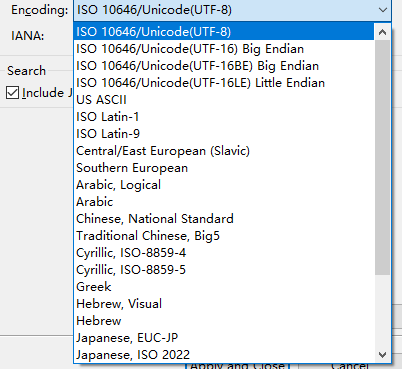 Encoding: ISO 10646/Unicode(UTF-8)
IANA: ISO 10646/Unicode(UTF-8)
ISO 10646/Unicode(UTF-16) Big Endian
ISO 10646/Unicode(UTF-16BE) Big Endian
Search ISO 10646/Unicode(UTF-16LE) Little Endian
Include J US ASCII
ISO Latin-1
ISO Latin-9
Central/East European (Slavic)
Southern European
Arabic, Logical
Arabic
Chinese, National Standard
Traditional Chinese, Big5
Cyrillic, ISO-8859-4
Cyrillic, ISO-8859-5
Greek
Hebrew, Visual
Hebrew
Japanese, EUC-JP
Japanese, ISO 2022
Apply and Close Cancel